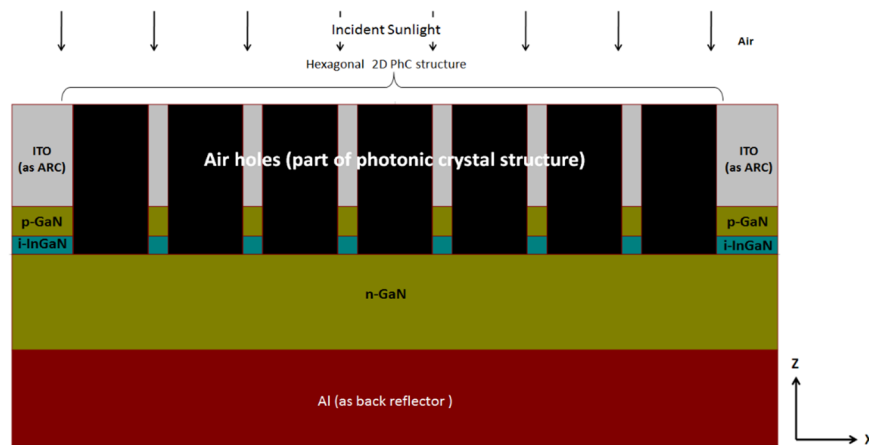 Incident Sunlight
Air
Hexagonal 2D PhC structure
ITO
(as ARC)
Air holes (part of photonic crystal structure)
ITO
(as ARC)
p-GaN
p-GaN
i-InGaN
i-InGaN
n-GaN
Al (as back reflector )
Z
X